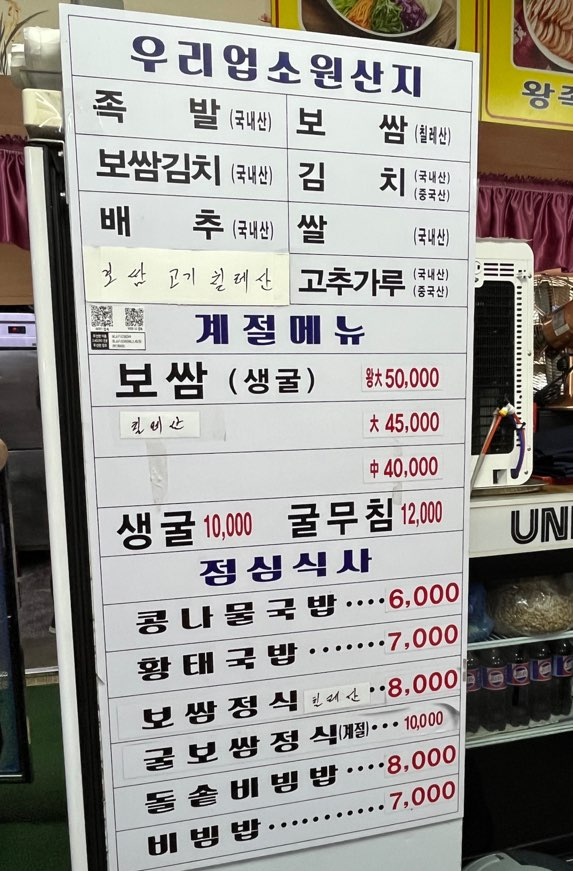 우리업소원산지
족 발 (국내산) 보 쌈 (칠레산)
보쌈김치 (국내산) 김 치 (국내산 중국산)
배 추 (국내산) 쌀 (국내산)
보쌈 고기 칠레산 고추가루 (국내산 중국산)
계절메뉴
보쌈 (생굴) 왕大 50,000
칠레산 大 45,000
中 40,000
생굴 10,000 굴무침 12,000
점심식사
콩나물국밥 ···· 6,000
황태국밥 ······· 7,000
보쌈정식 칠레산 ·· 8,000
굴보쌈정식(계절) ··· 10,000
돌솥비빔밥 ···· 8,000
비빔밥 ··········· 7,000
왕족
UNI